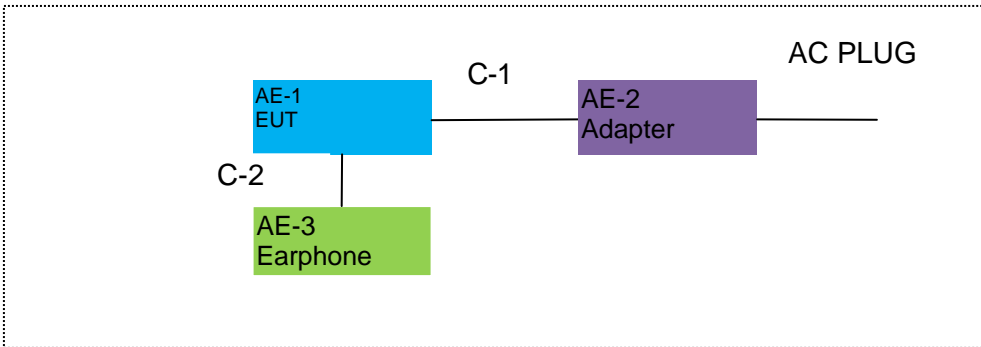 AC PLUG
C-1
AE-1
EUT
AE-2
Adapter
C-2
AE-3
Earphone